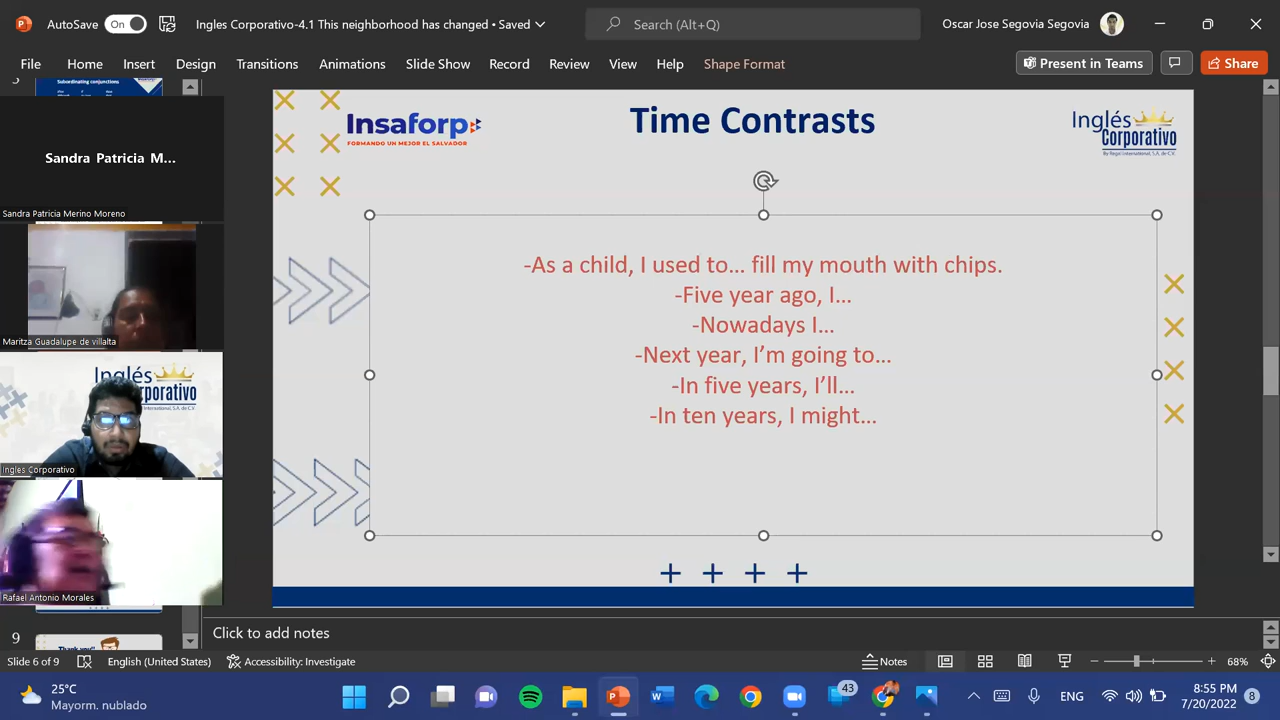 AutoSave On Ingles Corporativo-4.1 This neighborhood has changed • Saved Search (Alt+Q) Oscar Jose Segovia Segovia
File Home Insert Design Transitions Animations Slide Show Record Review View Help Shape Format Present in Teams Share
Subordinating conjunctions
Sandra Patricia M...
Sandra Patricia Merino Moreno
Maritza Guadalupe de villalta
Inglés
Corporativo
Ingles Corporativo
Rafael Antonio Morales
9
Thank you!
Insaforp
FORMANDO UN MEJOR EL SALVADOR
Time Contrasts
Inglés
Corporativo
By Regal International, S.A. de C.V.
-As a child, I used to... fill my mouth with chips.
-Five year ago, I...
-Nowadays I...
-Next year, I'm going to...
-In five years, I'll...
-In ten years, I might...
Click to add notes
Slide 6 of 9 English (United States) Accessibility: Investigate Notes 68%
25°C
Mayorm. nublado
43
ENG
8:55 PM
7/20/2022
8